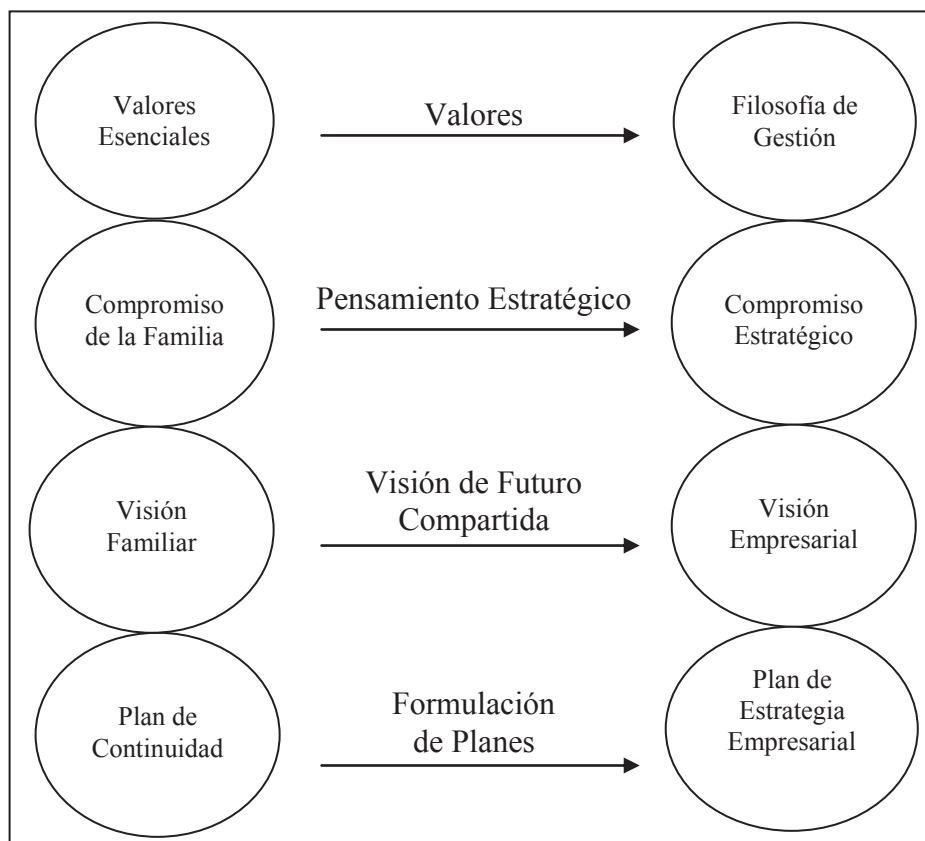 Valores
Esenciales
Valores
Filosofía de
Gestión
Compromiso
de la Familia
Pensamiento Estratégico
Compromiso
Estratégico
Visión
Familiar
Visión de Futuro
Compartida
Visión
Empresarial
Plan de
Continuidad
Formulación
de Planes
Plan de
Estrategia
Empresarial